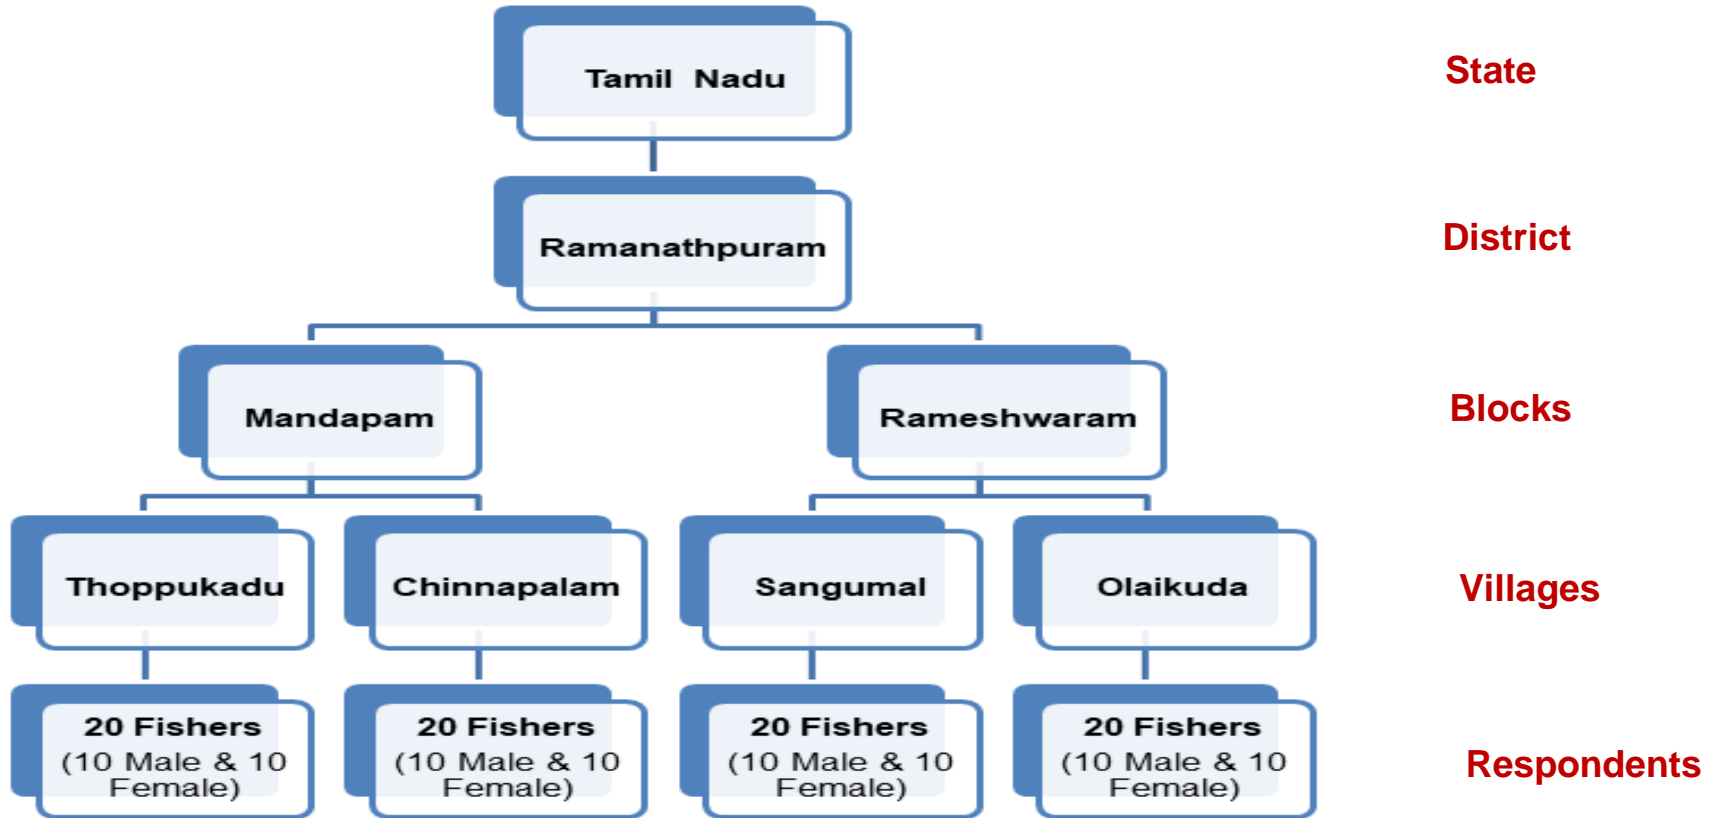 Tamil Nadu
State
Ramanathpuram
District
Mandapam
Rameshwaram
Blocks
Thoppukadu
Chinnapalam
Sangumal
Olaikuda
Villages
20 Fishers
(10 Male & 10
Female)
20 Fishers
(10 Male & 10
Female)
20 Fishers
(10 Male & 10
Female)
20 Fishers
(10 Male & 10
Female)
Respondents